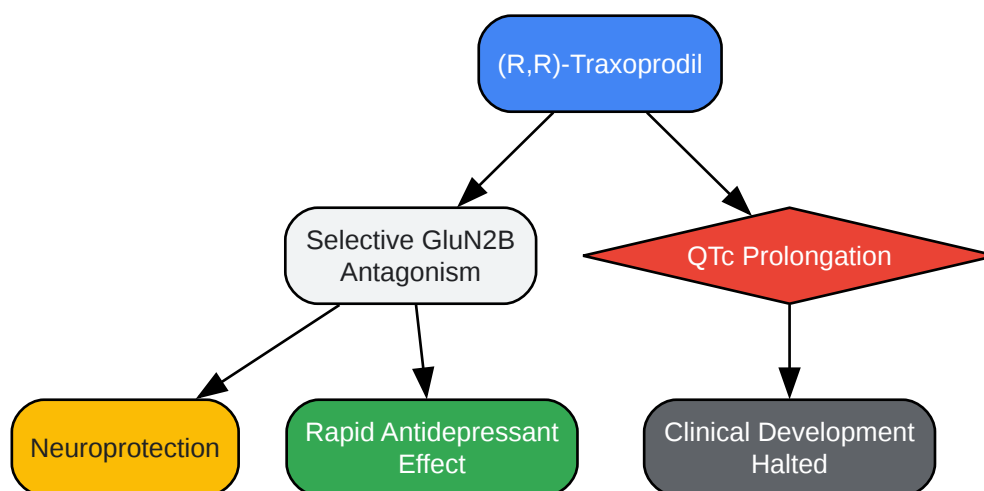 (R,R)-Traxoprodil
Selective GluN2B
Antagonism
QTc Prolongation
Neuroprotection
Rapid Antidepressant
Effect
Clinical Development
Halted